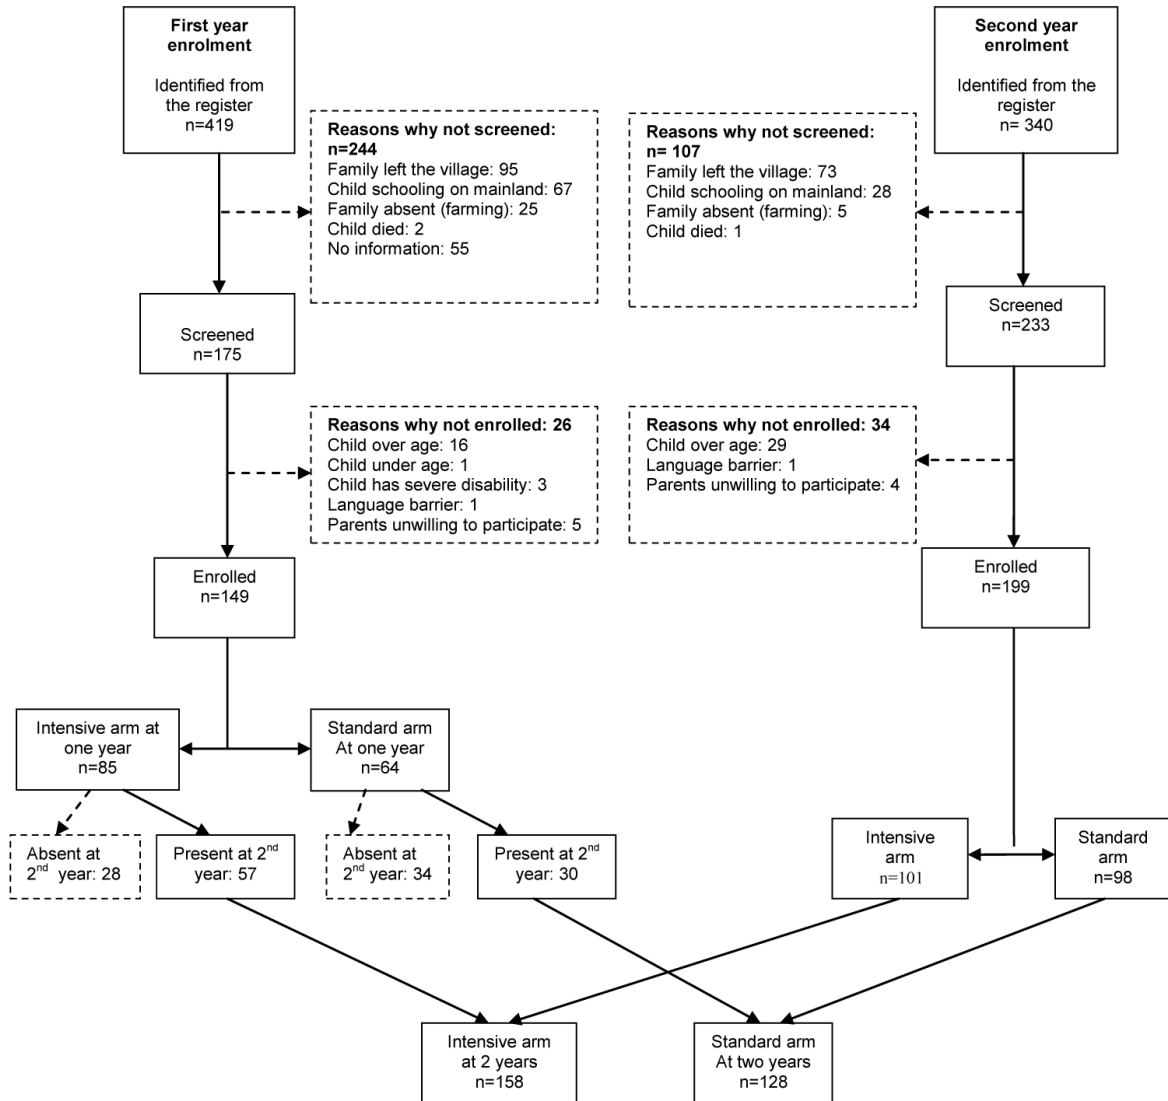 First year
enrolment
Identified from
the register
n=419
Second year
enrolment
Identified from the
register
n= 340
Reasons why not screened:
n=244
Family left the village: 95
Child schooling on mainland: 67
Family absent (farming): 25
Child died: 2
No information: 55
Reasons why not screened:
n= 107
Family left the village: 73
Child schooling on mainland: 28
Family absent (farming): 5
Child died: 1
Screened
n=175
Screened
n=233
Reasons why not enrolled: 26
Child over age: 16
Child under age: 1
Child has severe disability: 3
Language barrier: 1
Parents unwilling to participate: 5
Reasons why not enrolled: 34
Child over age: 29
Language barrier: 1
Parents unwilling to participate: 4
Enrolled
n=149
Enrolled
n=199
Intensive arm at
one year
n=85
Standard arm
At one year
n=64
Absent at
2nd year: 28
Present at 2nd
year: 57
Absent at
2nd year: 34
Present at 2nd
year: 30
Intensive
arm
n=101
Standard
arm
n=98
Intensive arm
at 2 years
n=158
Standard arm
At two years
n=128